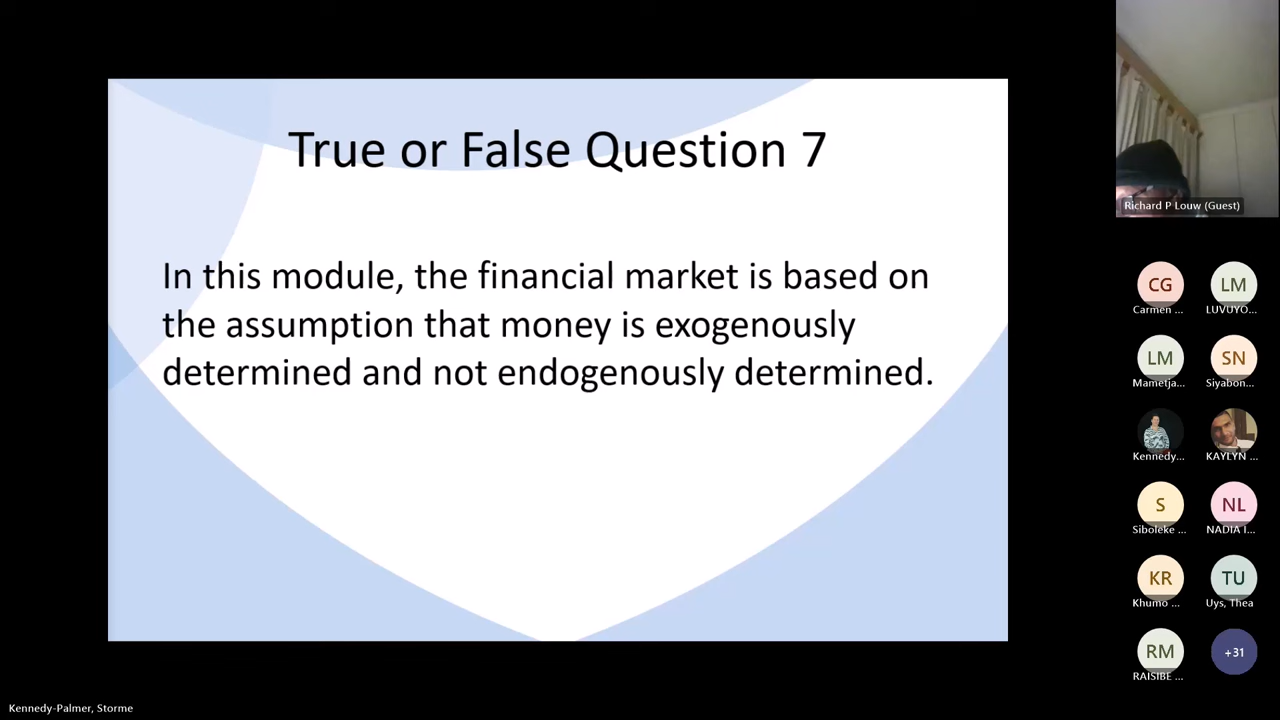 True or False Question 7
In this module, the financial market is based on
the assumption that money is exogenously
determined and not endogenously determined.
Richard P Louw (Guest)
CG
LM
Carmen ...
LUVUYO...
LM
SN
Mametja...
Siyabon...
Kennedy...
KAYLYN ...
S
NL
Siboleke ...
NADIA I...
KR
TU
Khumo ...
Uys, Thea
RM
+31
RAISIBE ...
Kennedy-Palmer, Storme